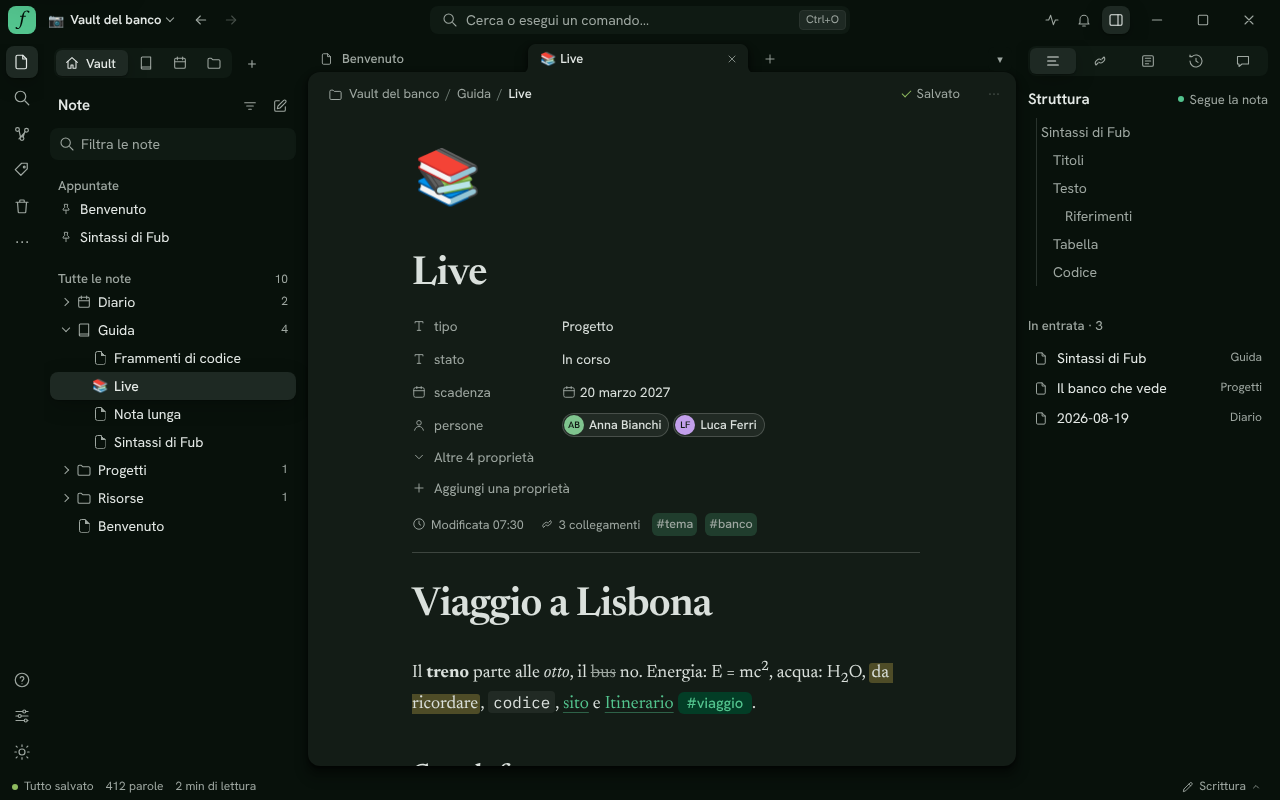 Vault del banco
Cerca o esegui un comando…
Ctrl+O
Vault
Benvenuto
Live
Note
Filtra le note
Appuntate
Benvenuto
Sintassi di Fub
Tutte le note 10
Diario 2
Guida 4
Frammenti di codice
Live
Nota lunga
Sintassi di Fub
Progetti 1
Risorse 1
Benvenuto
Tutto salvato 412 parole 2 min di lettura
Vault del banco / Guida / Live
Salvato
Live
tipo Progetto
stato In corso
scadenza 20 marzo 2027
persone AB Anna Bianchi LF Luca Ferri
Altre 4 proprietà
Aggiungi una proprietà
Modificata 07:30 3 collegamenti #tema #banco
Viaggio a Lisbona
Il treno parte alle otto, il bus no. Energia: E = mc², acqua: H₂O, da
ricordare, codice, sito e Itinerario #viaggio.
Struttura
Segue la nota
Sintassi di Fub
Titoli
Testo
Riferimenti
Tabella
Codice
In entrata · 3
Sintassi di Fub Guida
Il banco che vede Progetti
2026-08-19 Diario
Scrittura